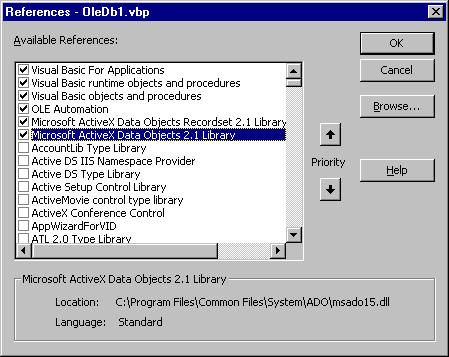 References - OleDb1.vbp
Available References:
OK
Cancel
Browse...
Help
Visual Basic For Applications
Visual Basic runtime objects and procedures
Visual Basic objects and procedures
OLE Automation
Microsoft ActiveX Data Objects Recordset 2.1 Library
Microsoft ActiveX Data Objects 2.1 Library
AccountLib Type Library
Active DS IIS Namespace Provider
Active DS Type Library
Active Setup Control Library
ActiveMovie control type library
ActiveX Conference Control
AppWizardForVID
ATL 2.0 Type Library
Priority
Microsoft ActiveX Data Objects 2.1 Library
Location: C:\Program Files\Common Files\System\ADO\msado15.dll
Language: Standard